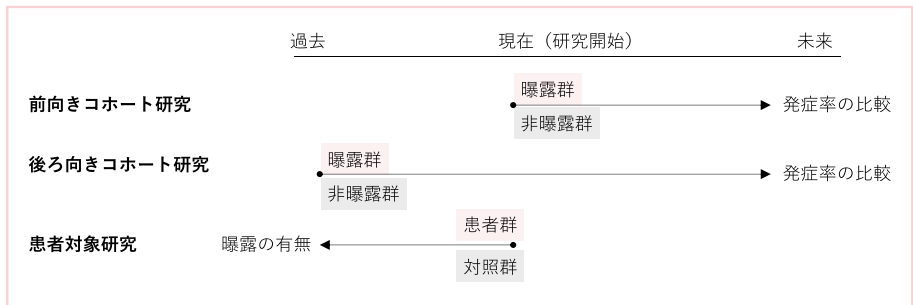 過去 現在（研究開始） 未来
前向きコホート研究
曝露群
非曝露群
発症率の比較
後ろ向きコホート研究
曝露群
非曝露群
発症率の比較
患者対象研究
曝露の有無
患者群
対照群